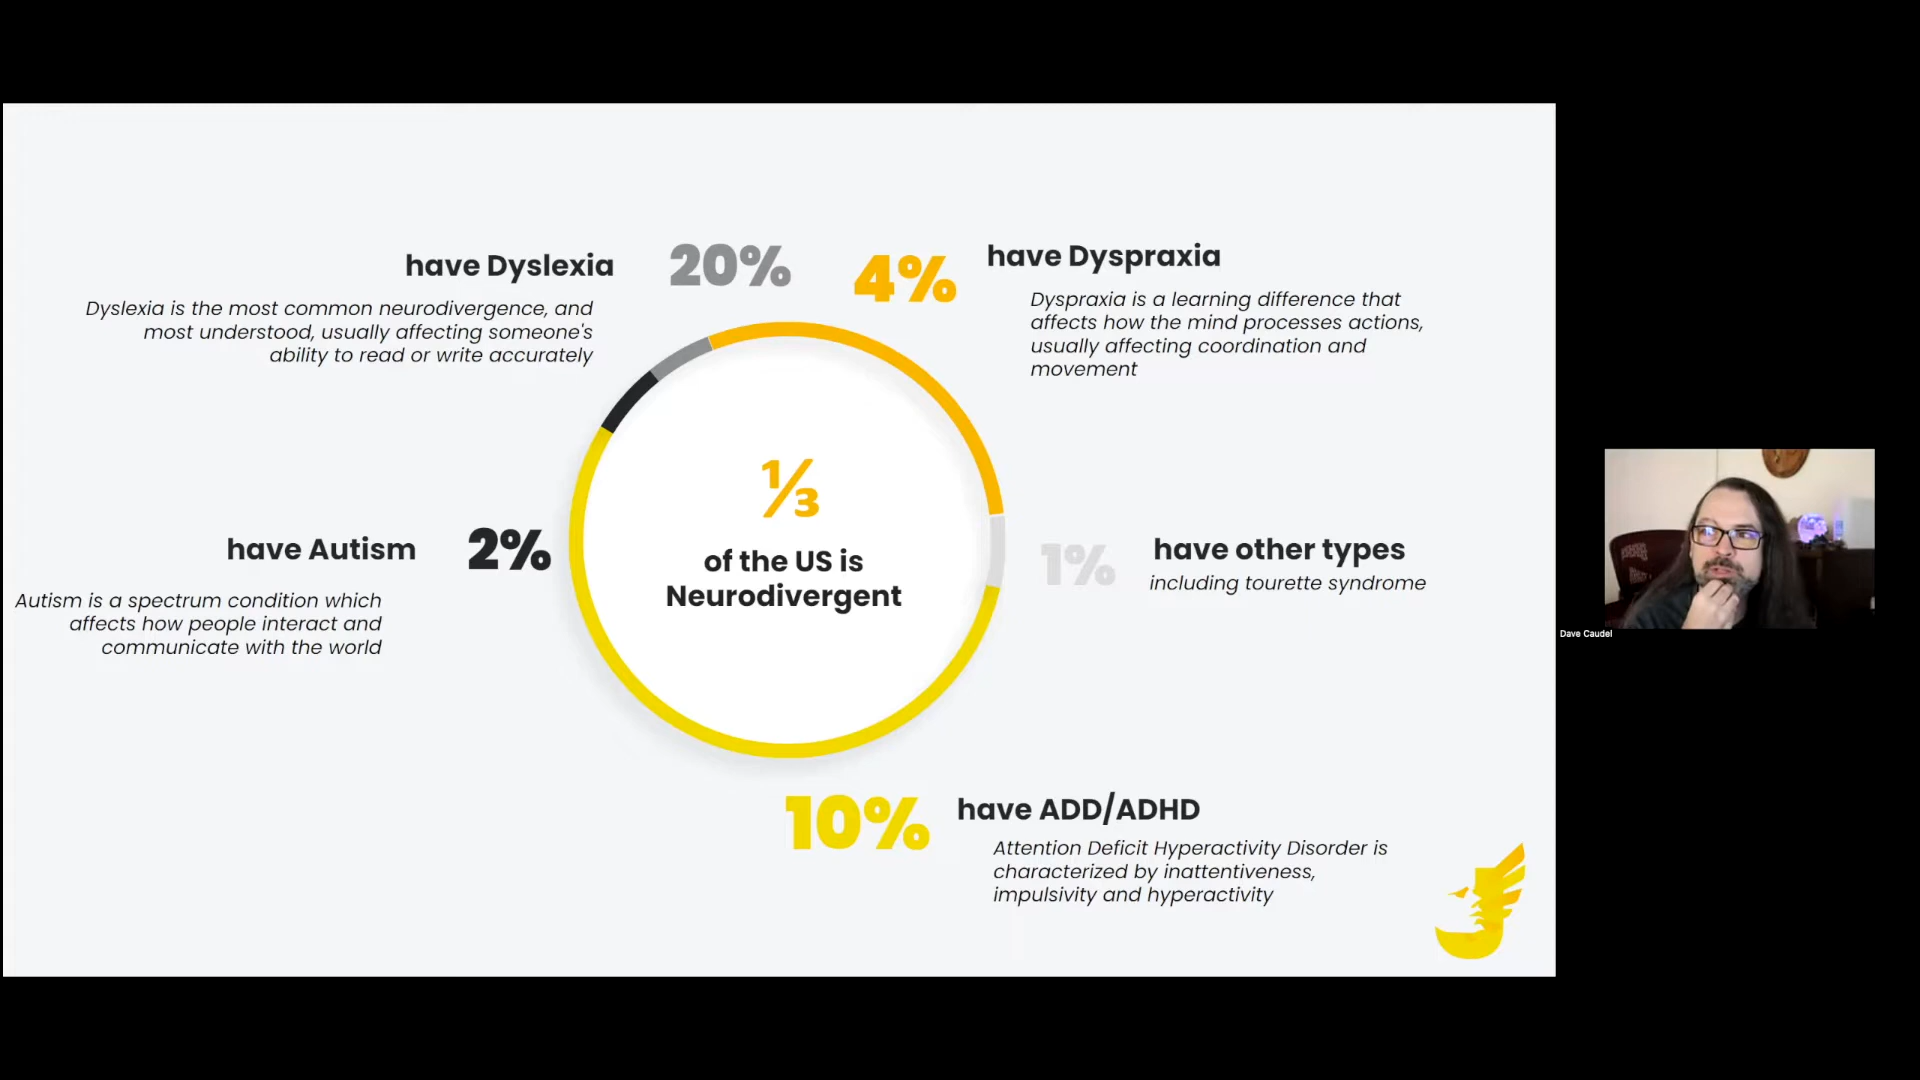 have Dyslexia
20%
Dyslexia is the most common neurodivergence, and
most understood, usually affecting someone's
ability to read or write accurately
4%
have Dyspraxia
Dyspraxia is a learning difference that
affects how the mind processes actions,
usually affecting coordination and
movement
⅓
of the US is
Neurodivergent
have Autism
2%
Autism is a spectrum condition which
affects how people interact and
communicate with the world
1%
have other types
including tourette syndrome
10%
have ADD/ADHD
Attention Deficit Hyperactivity Disorder is
characterized by inattentiveness,
impulsivity and hyperactivity
Dave Caudel